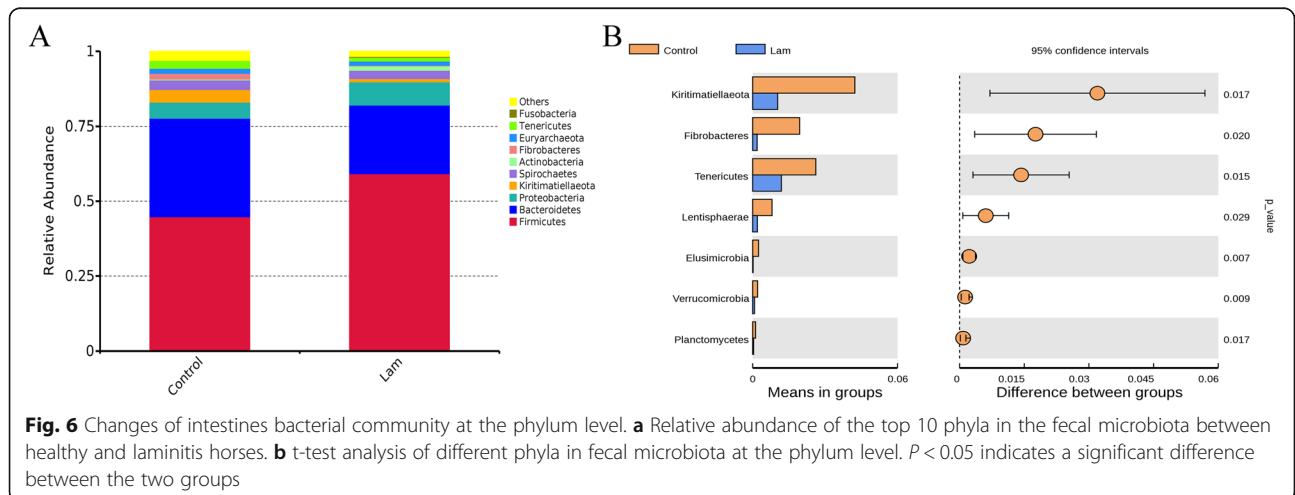 A
Relative Abundance
1
0.75
0.5
0.25
0
Control
Lam
Others
Fusobacteria
Tenericutes
Euryarchaeota
Fibrobacteres
Actinobacteria
Spirochaetes
Kiritimatiellaeota
Proteobacteria
Bacteroidetes
Firmicutes
B
Control
Lam
95% confidence intervals
Kiritimatiellaeota
0.017
Fibrobacteres
0.020
Tenericutes
0.015
Lentisphaerae
0.029
Elusimicrobia
0.007
Verrucomicrobia
0.009
Planctomycetes
0.017
p_value
0
0.06
Means in groups
0
0.015
0.03
0.045
0.06
Difference between groups
Fig. 6 Changes of intestines bacterial community at the phylum level. a Relative abundance of the top 10 phyla in the fecal microbiota between
healthy and laminitis horses. b t-test analysis of different phyla in fecal microbiota at the phylum level. P < 0.05 indicates a significant difference
between the two groups